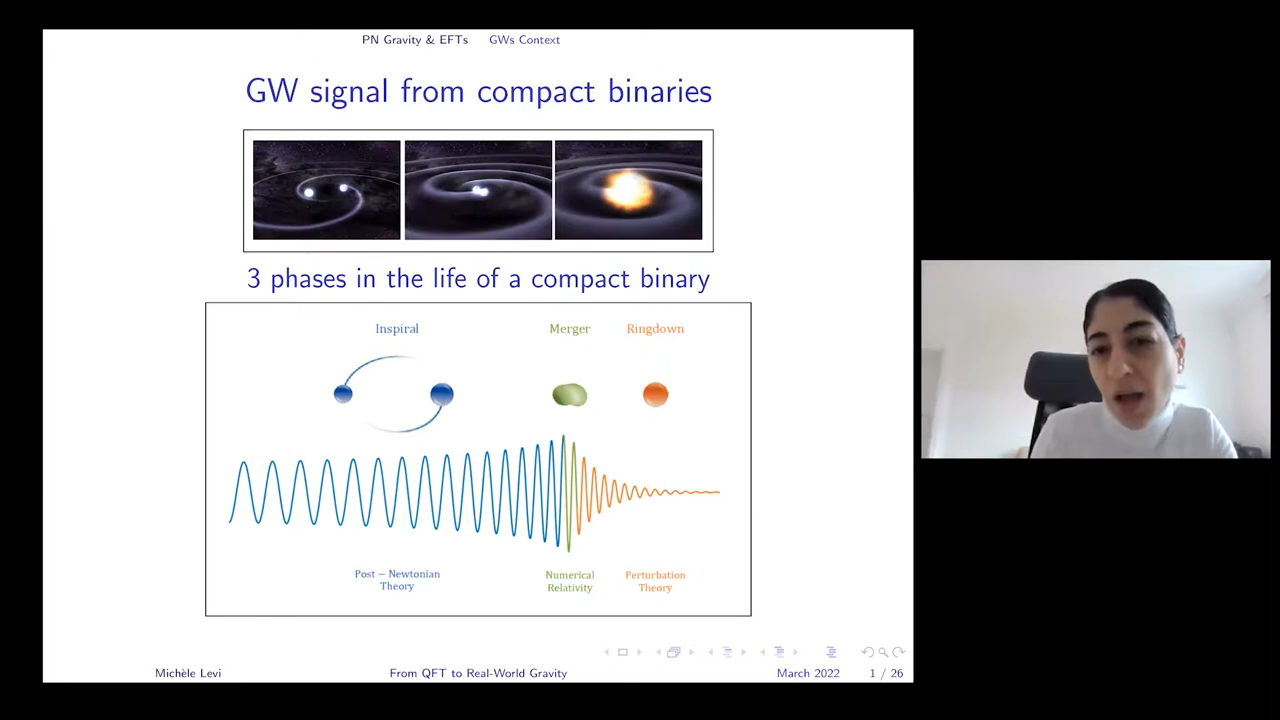 PN Gravity & EFTs GWs Context
GW signal from compact binaries
3 phases in the life of a compact binary
Inspiral Merger Ringdown
Post – Newtonian Theory
Numerical Relativity
Perturbation Theory
Michèle Levi From QFT to Real-World Gravity March 2022 1 / 26